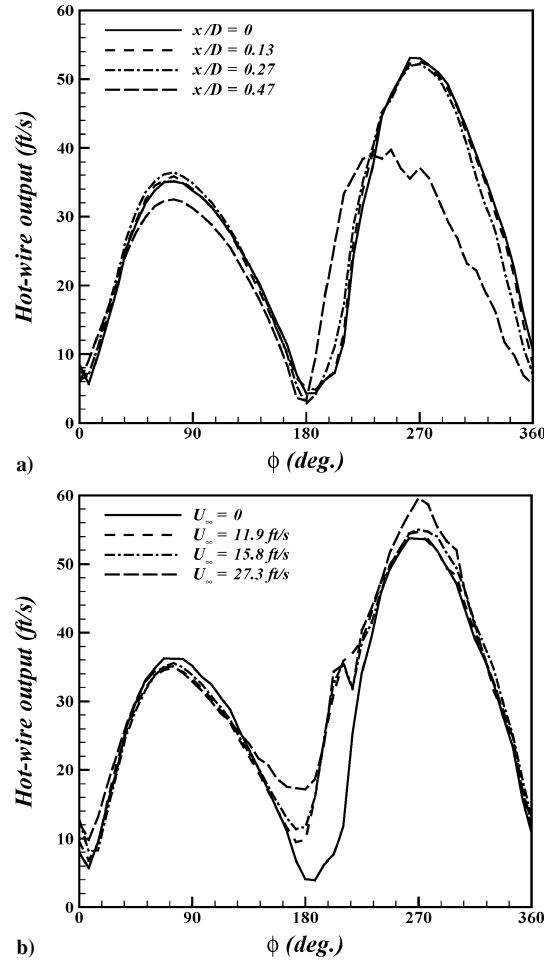 60
50
40
30
20
10
0
Hot-wire output (ft/s)
x/D = 0
x/D = 0.13
x/D = 0.27
x/D = 0.47
0 90 180 270 360
ϕ (deg.)
a)
60
50
40
30
20
10
0
Hot-wire output (ft/s)
U∞ = 0
U∞ = 11.9 ft/s
U∞ = 15.8 ft/s
U∞ = 27.3 ft/s
0 90 180 270 360
ϕ (deg.)
b)